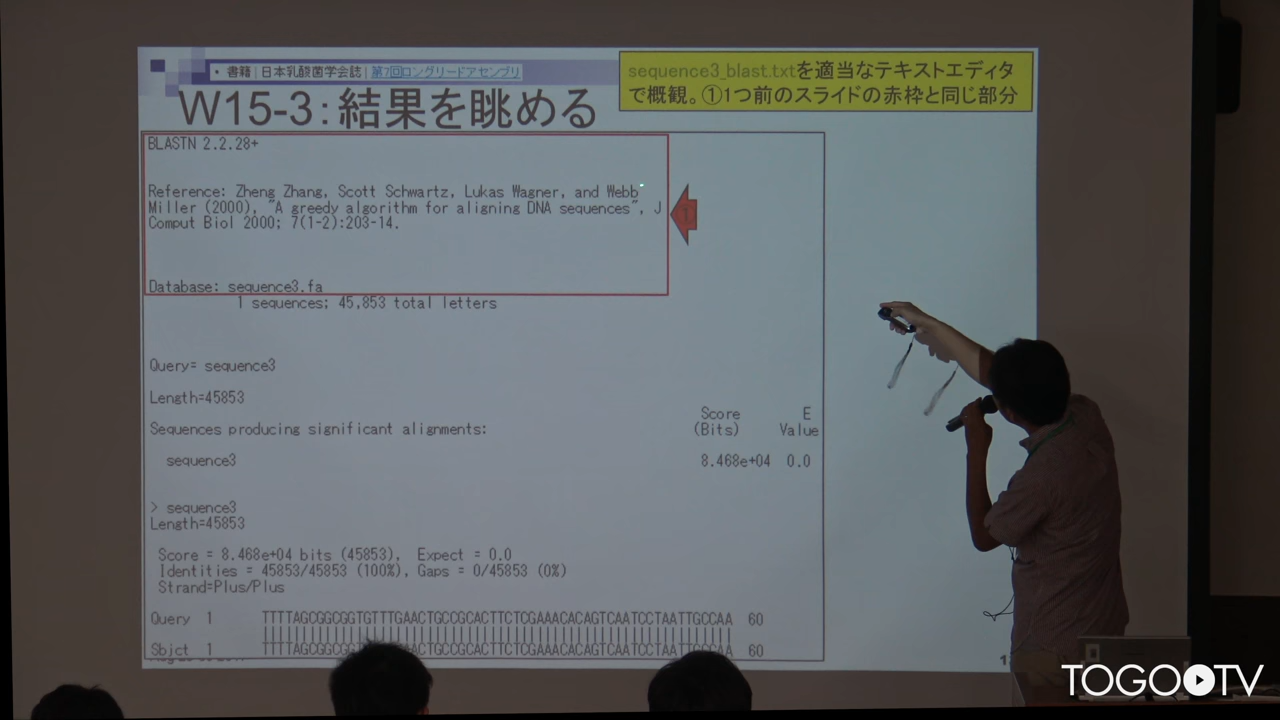 ・ 書籍 | 日本乳酸菌学会誌 | 第7回ロングリードアセンブリ
W15-3:結果を眺める
sequence3_blast.txtを適当なテキストエディタ
で概観。①1つ前のスライドの赤枠と同じ部分
BLASTN 2.2.28+
Reference: Zheng Zhang, Scott Schwartz, Lukas Wagner, and Webb
Miller (2000), "A greedy algorithm for aligning DNA sequences", J
Comput Biol 2000; 7(1-2):203-14.
①
Database: sequence3.fa
1 sequences; 45,853 total letters
Query= sequence3
Length=45853
Score E
Sequences producing significant alignments: (Bits) Value
sequence3 8.468e+04 0.0
> sequence3
Length=45853
Score = 8.468e+04 bits (45853), Expect = 0.0
Identities = 45853/45853 (100%), Gaps = 0/45853 (0%)
Strand=Plus/Plus
Query 1 TTTTAGCGGCGGTGTTTGAACTGCCGCACTTCTCGAAACACAGTCAATCCTAATTGCCAA 60
||||||||||||||||||||||||||||||||||||||||||||||||||||||||||||
Sbjct 1 TTTTAGCGGCGGTGTTTGAACTGCCGCACTTCTCGAAACACAGTCAATCCTAATTGCCAA 60
TOGOTV